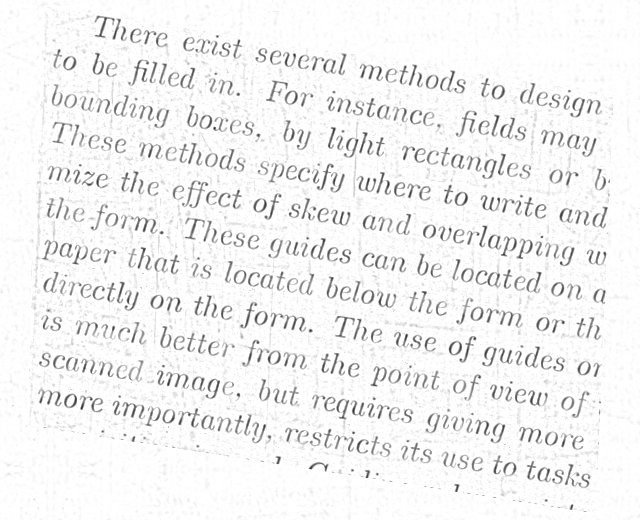 There exist several methods to design
to be filled in. For instance, fields may
bounding boxes, by light rectangles or
These methods specify where to write and
mize the effect of skew and overlapping
the form. These guides can be located on a
paper that is located below the form or
directly on the form. The use of guides
is much better from the point of view of
scanned image, but requires giving more
more importantly, restricts its use to tasks